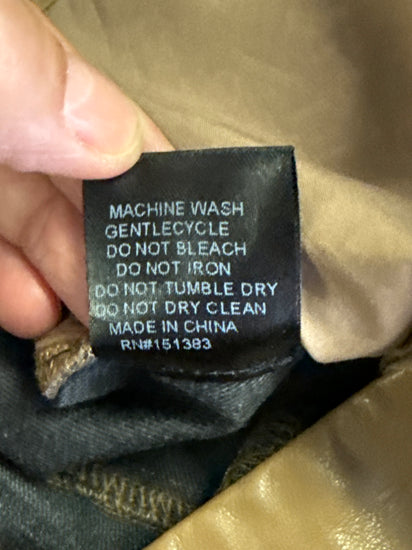 MACHINE WASH
GENTLECYCLE
DO NOT BLEACH
DO NOT IRON
DO NOT TUMBLE DRY
DO NOT DRY CLEAN
MADE IN CHINA
RN#151383